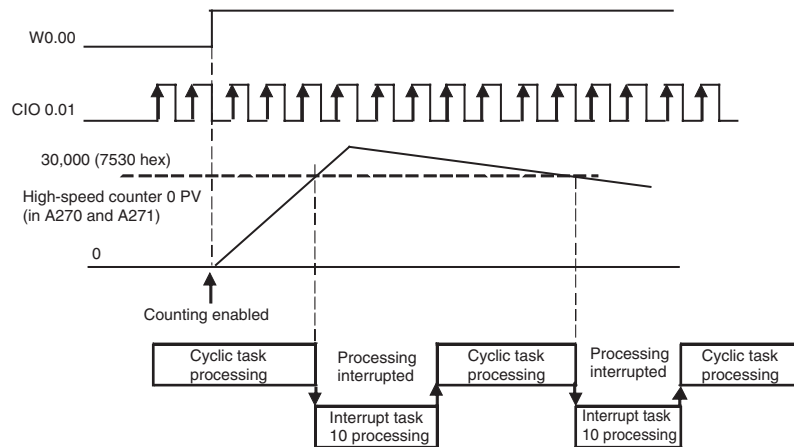 W0.00
CIO 0.01
30,000 (7530 hex)
High-speed counter 0 PV
(in A270 and A271)
0
Counting enabled
Cyclic task
processing
Processing
interrupted
Cyclic task
processing
Processing
interrupted
Cyclic task
processing
Interrupt task
10 processing
Interrupt task
10 processing